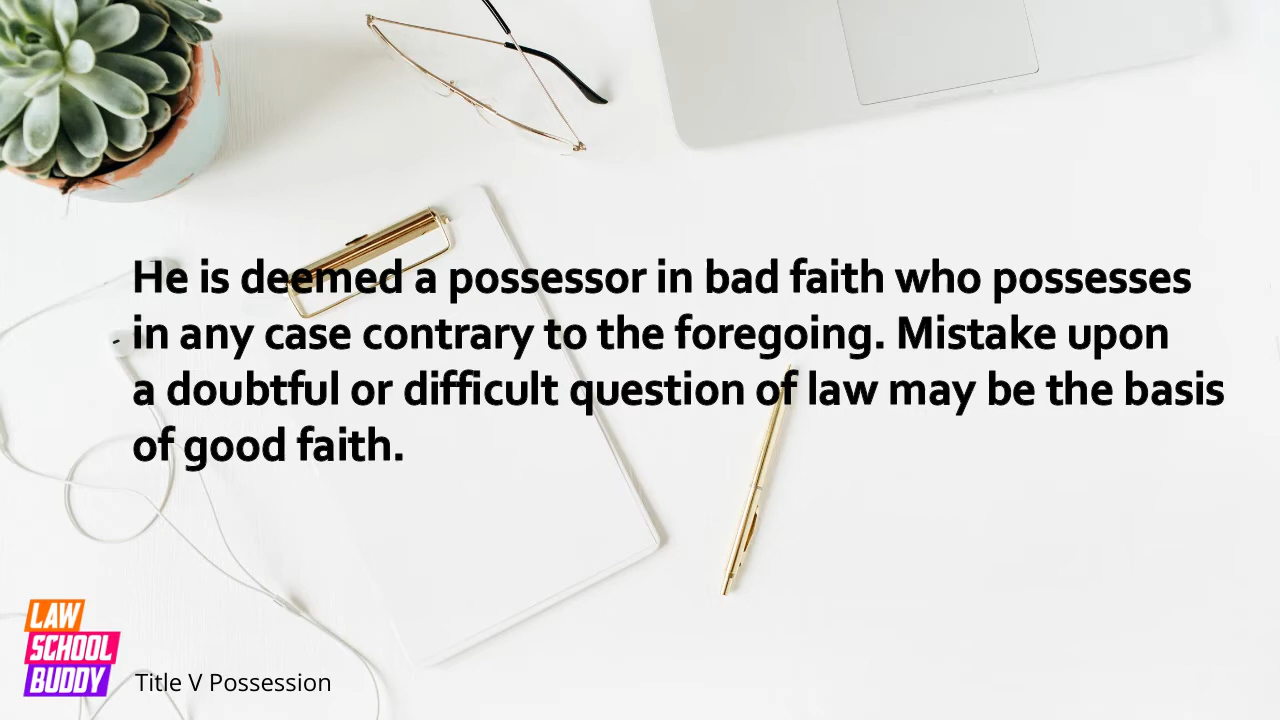 He is deemed a possessor in bad faith who possesses
in any case contrary to the foregoing. Mistake upon
a doubtful or difficult question of law may be the basis
of good faith.
LAW
SCHOOL
BUDDY
Title V Possession